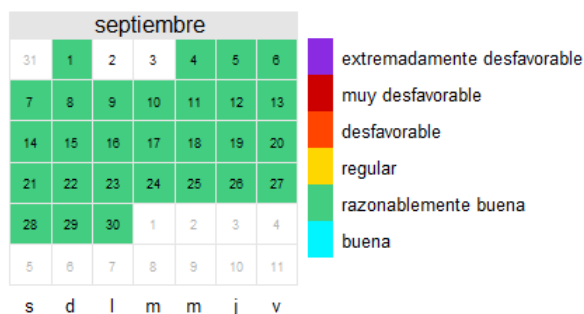 septiembre
31 1 2 3 4 5 6
7 8 9 10 11 12 13
14 15 16 17 18 19 20
21 22 23 24 25 26 27
28 29 30 1 2 3 4
5 6 7 8 9 10 11
s d l m m j v
extremadamente desfavorable
muy desfavorable
desfavorable
regular
razonablemente buena
buena